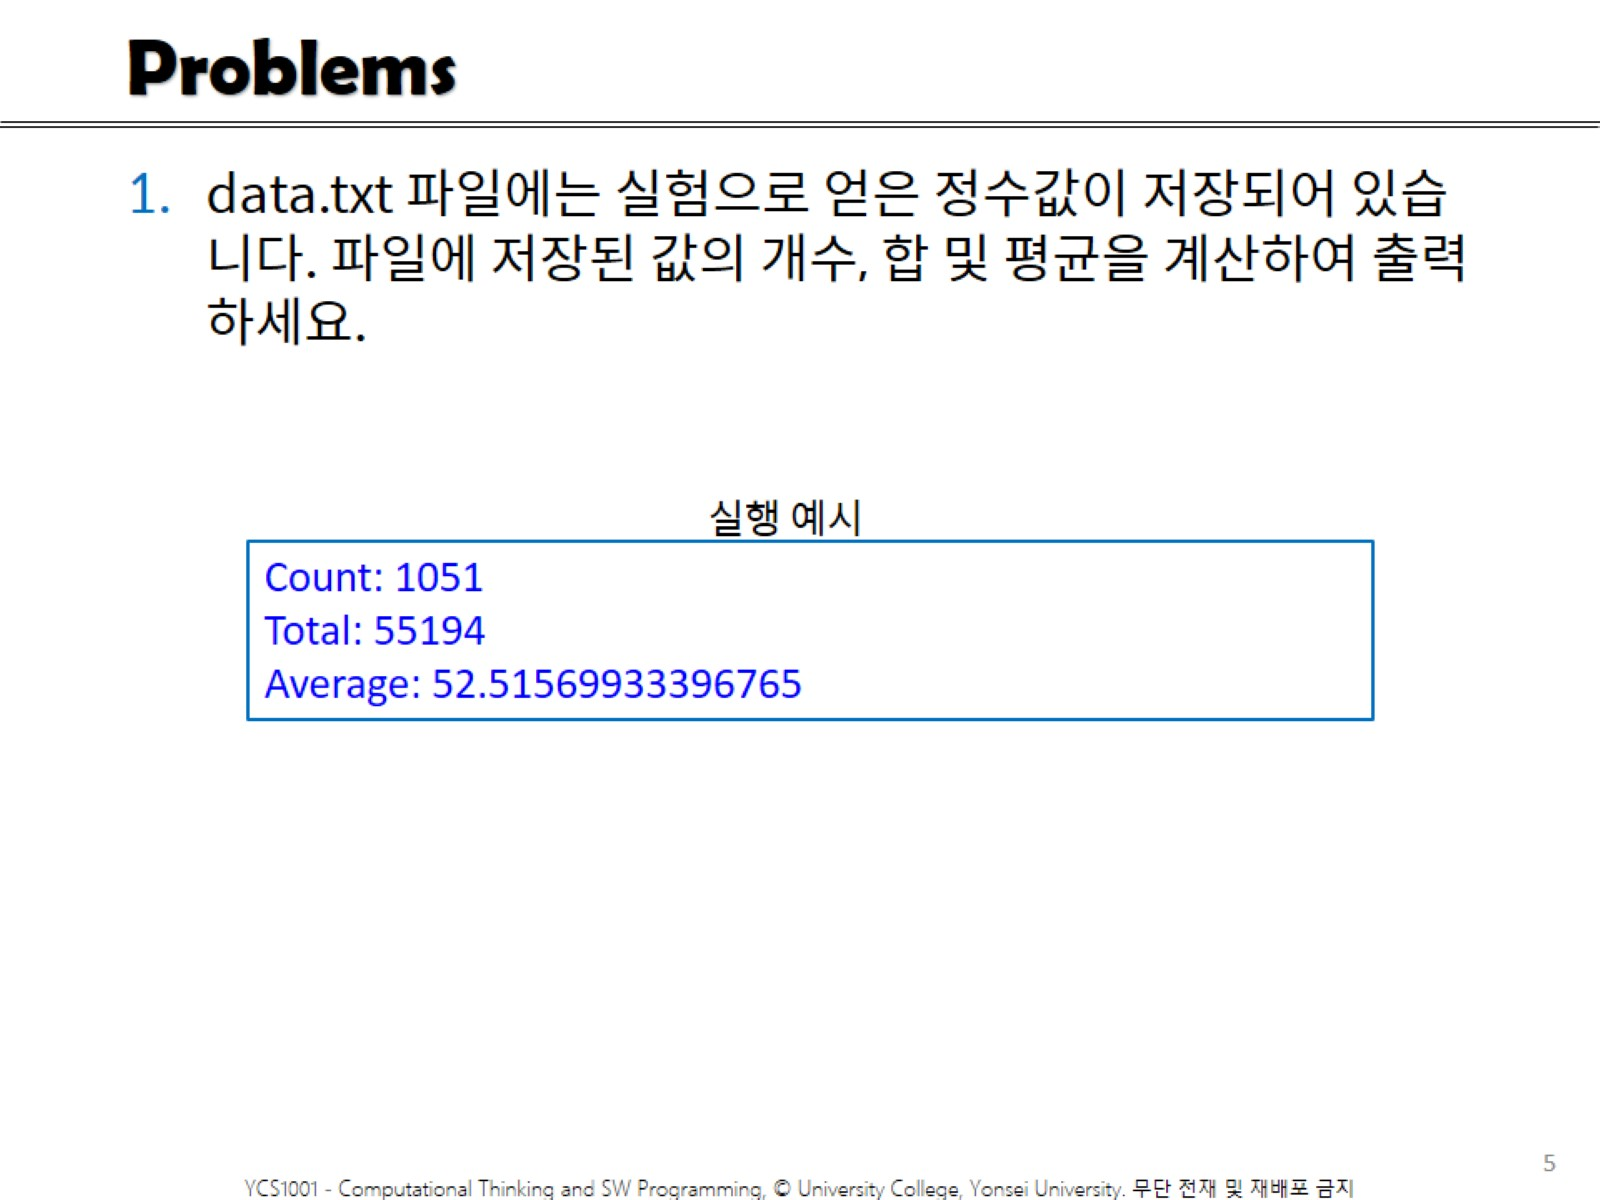 Problems
1. data.txt 파일에는 실험으로 얻은 정수값이 저장되어 있습
니다. 파일에 저장된 값의 개수, 합 및 평균을 계산하여 출력
하세요.
실행 예시
Count: 1051
Total: 55194
Average: 52.51569933396765
5
YCS1001 - Computational Thinking and SW Programming, © University College, Yonsei University. 무단 전재 및 재배포 금지